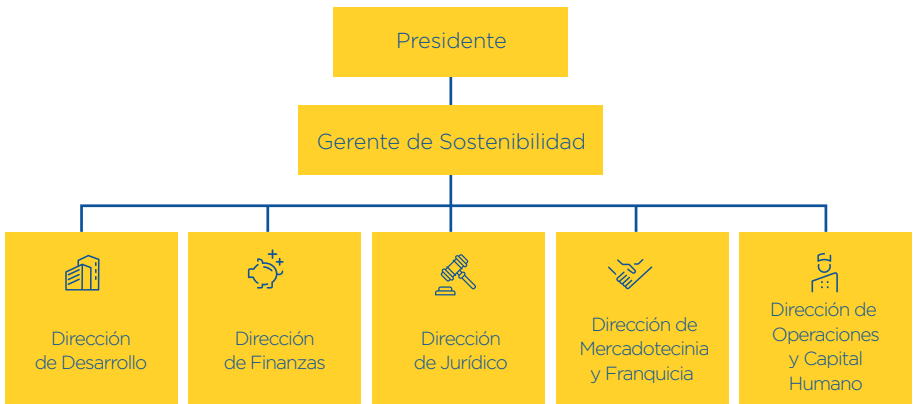 Presidente
Gerente de Sostenibilidad
Dirección
de Desarrollo
Dirección
de Finanzas
Dirección
de Jurídico
Dirección de
Mercadotecinia
y Franquicia
Dirección de
Operaciones
y Capital
Humano